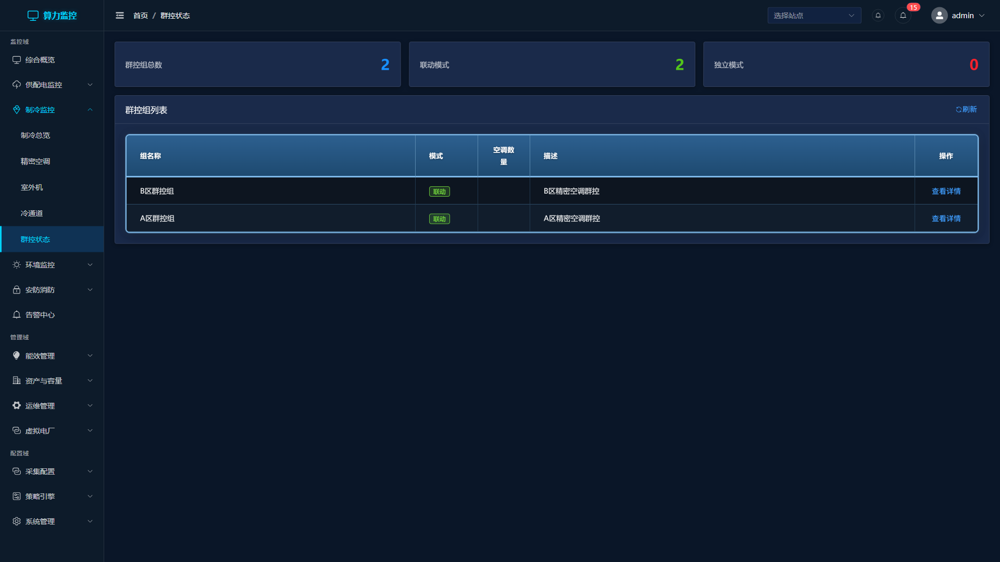 算力监控
首页 / 群控状态
选择站点
15
admin
监控域
综合概览
供配电监控
制冷监控
制冷总览
精密空调
室外机
冷通道
群控状态
环境监控
安防消防
告警中心
管理域
能效管理
资产与容量
运维管理
虚拟电厂
配置域
采集配置
策略引擎
系统管理
群控组总数 2
联动模式 2
独立模式 0
群控组列表
刷新
组名称 模式 空调数量 描述 操作
B区群控组 联动 B区精密空调群控 查看详情
A区群控组 联动 A区精密空调群控 查看详情